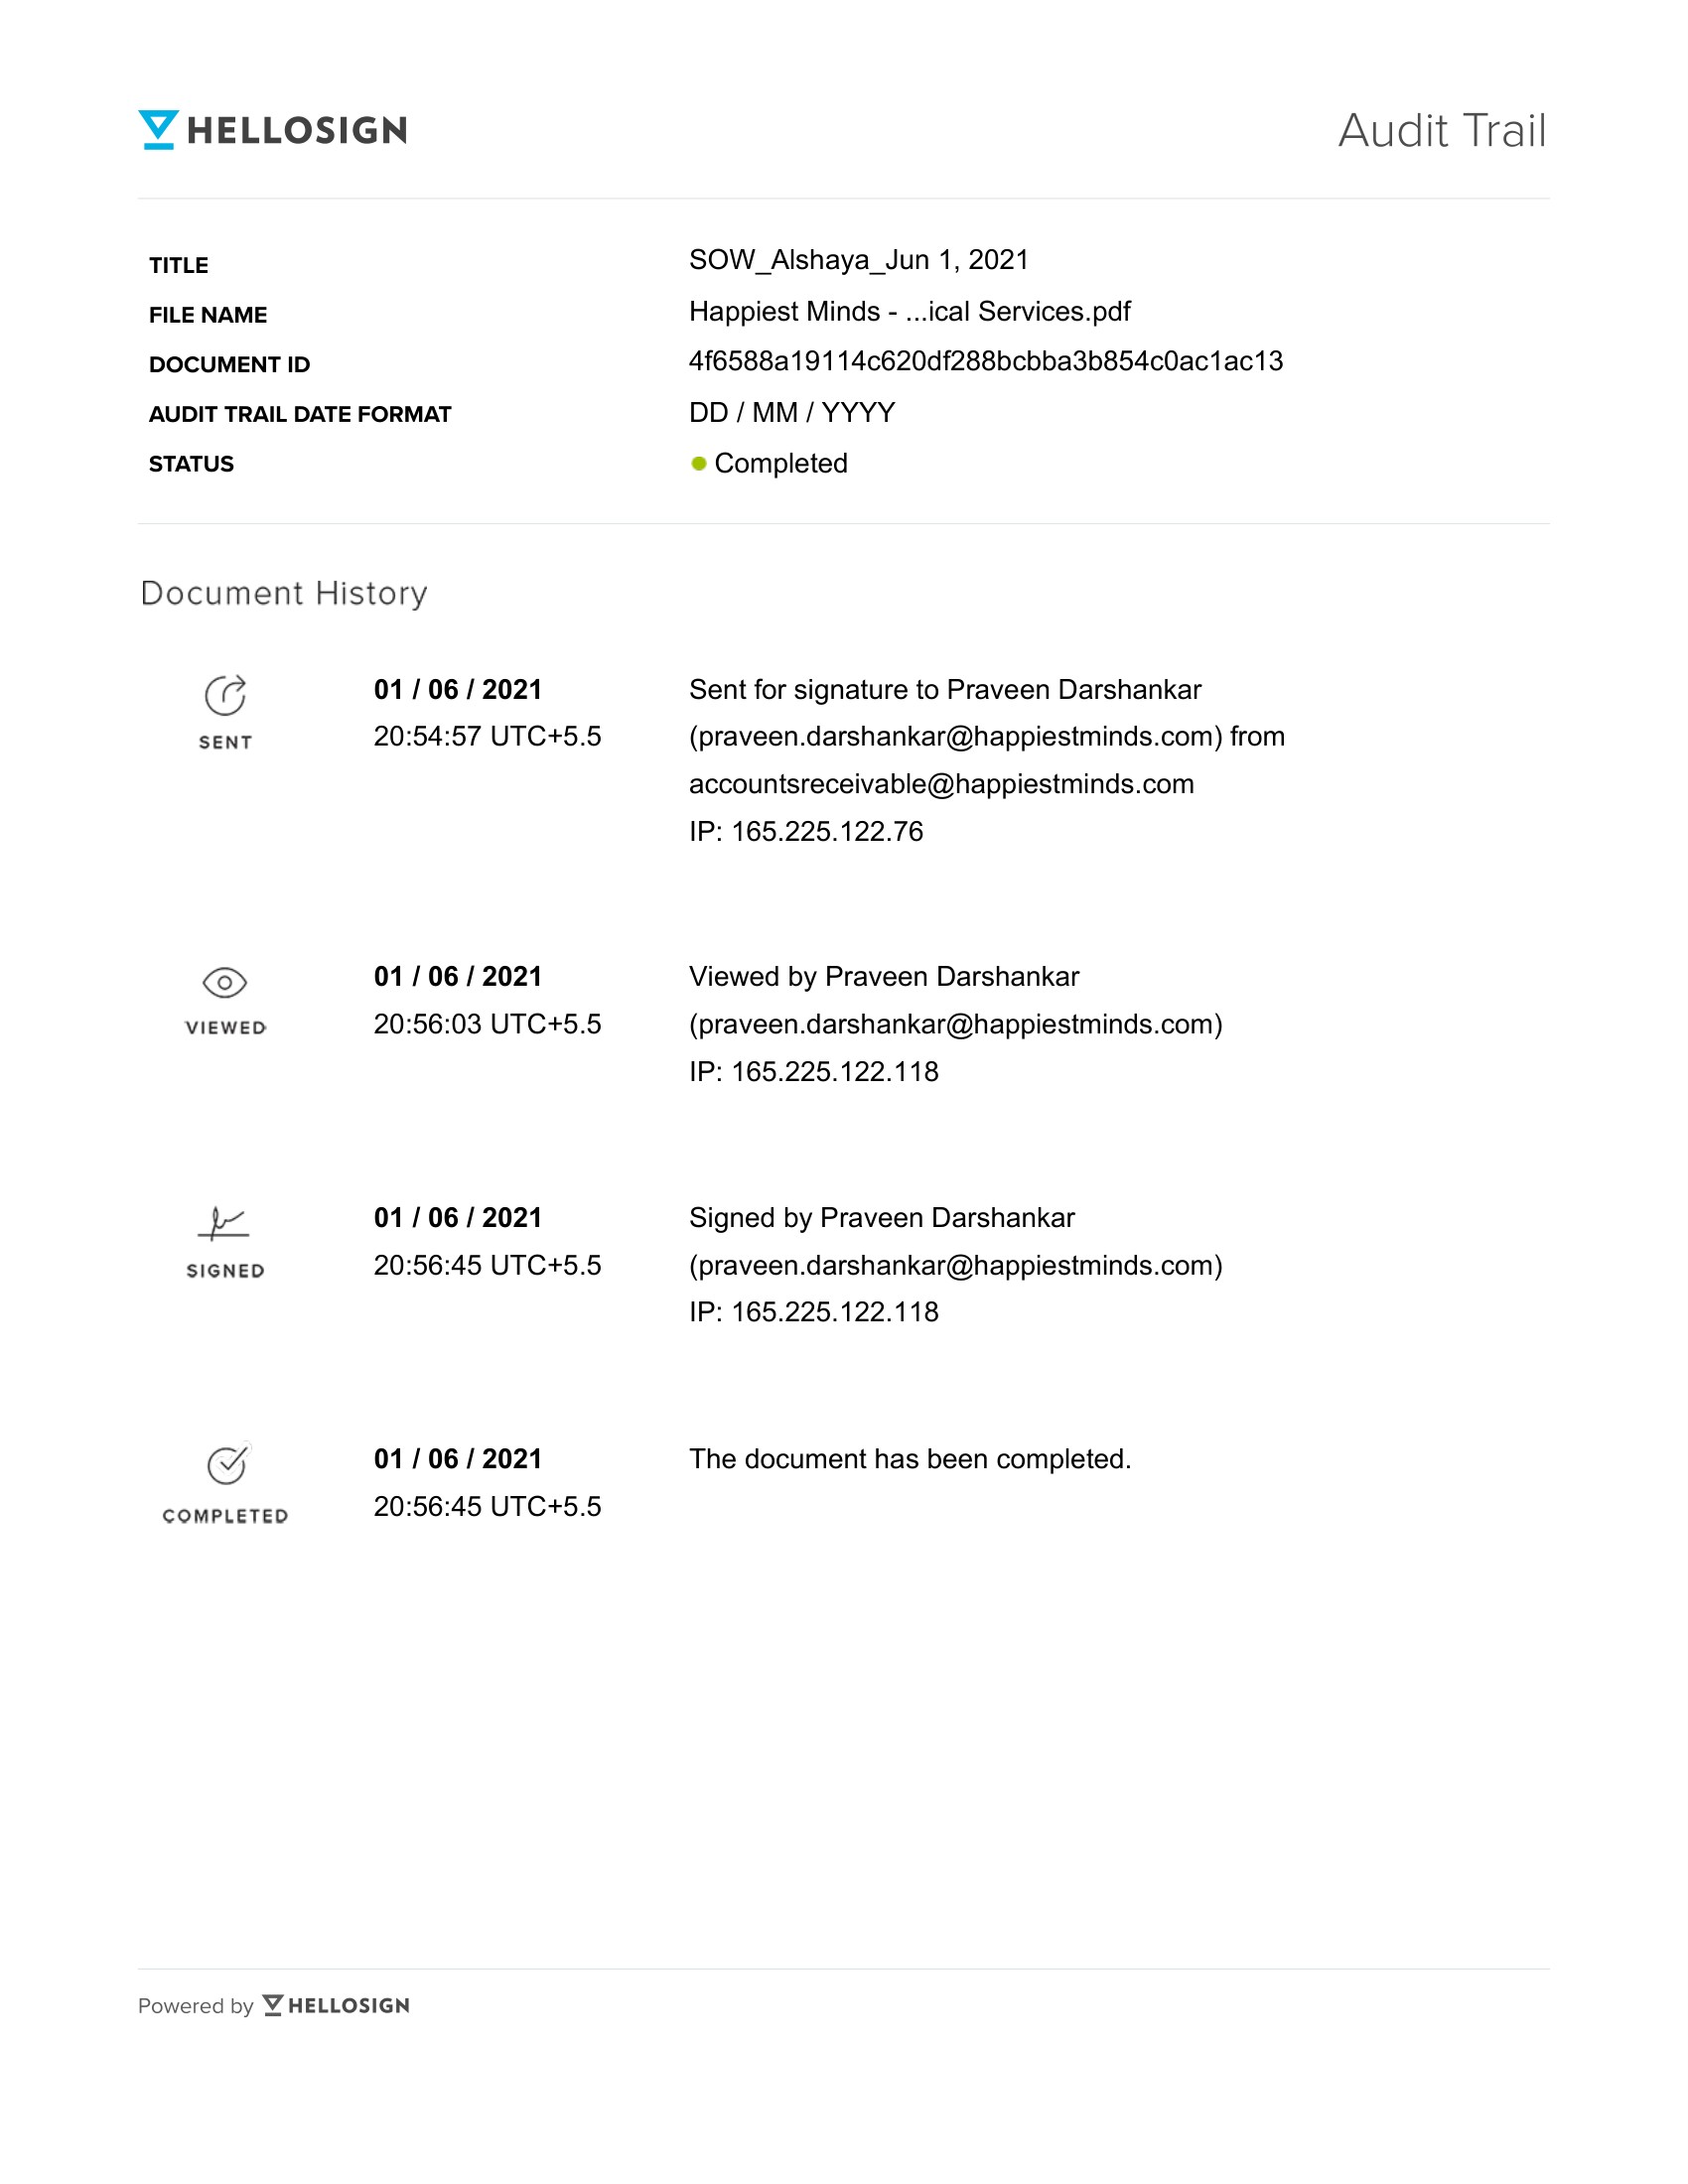 HELLOSIGN
Audit Trail
TITLE SOW_Alshaya_Jun 1, 2021
FILE NAME Happiest Minds - ...ical Services.pdf
DOCUMENT ID 4f6588a19114c620df288bcbba3b854c0ac1ac13
AUDIT TRAIL DATE FORMAT DD / MM / YYYY
STATUS Completed
Document History
01 / 06 / 2021 Sent for signature to Praveen Darshankar
SENT 20:54:57 UTC+5.5 (praveen.darshankar@happiestminds.com) from
accountsreceivable@happiestminds.com
IP: 165.225.122.76
01 / 06 / 2021 Viewed by Praveen Darshankar
VIEWED 20:56:03 UTC+5.5 (praveen.darshankar@happiestminds.com)
IP: 165.225.122.118
01 / 06 / 2021 Signed by Praveen Darshankar
SIGNED 20:56:45 UTC+5.5 (praveen.darshankar@happiestminds.com)
IP: 165.225.122.118
01 / 06 / 2021 The document has been completed.
COMPLETED 20:56:45 UTC+5.5
Powered by HELLOSIGN